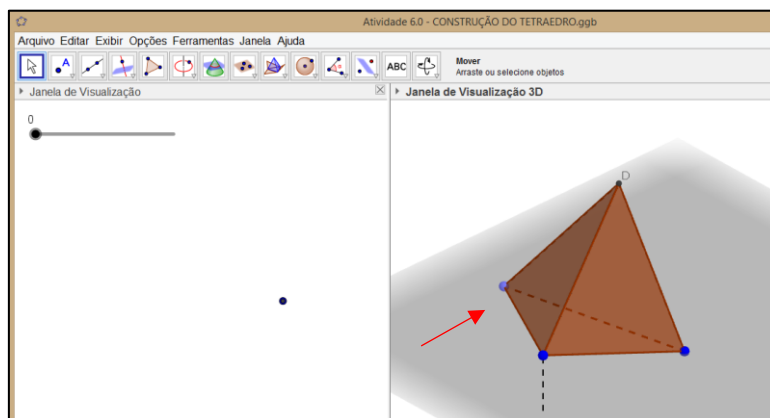 Atividade 6.0 - CONSTRUÇÃO DO TETRAEDRO.ggb
Arquivo Editar Exibir Opções Ferramentas Janela Ajuda
A
ABC
Mover
Arraste ou selecione objetos
Janela de Visualização
Janela de Visualização 3D
0
D